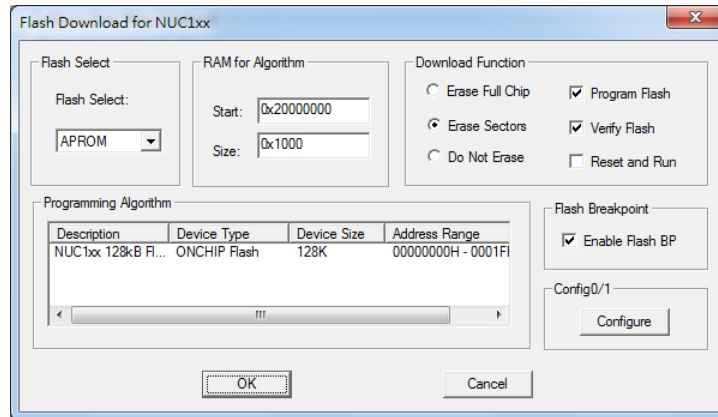 Flash Download for NUC1xx
x
Flash Select
Flash Select:
APROM
RAM for Algorithm
Start: 0x20000000
Size: 0x1000
Download Function
Erase Full Chip
Erase Sectors
Do Not Erase
Program Flash
Verify Flash
Reset and Run
Programming Algorithm
Description Device Type Device Size Address Range
NUC1xx 128kB Fl... ONCHIP Flash 128K 00000000H - 0001F
Flash Breakpoint
Enable Flash BP
Config0/1
Configure
OK
Cancel